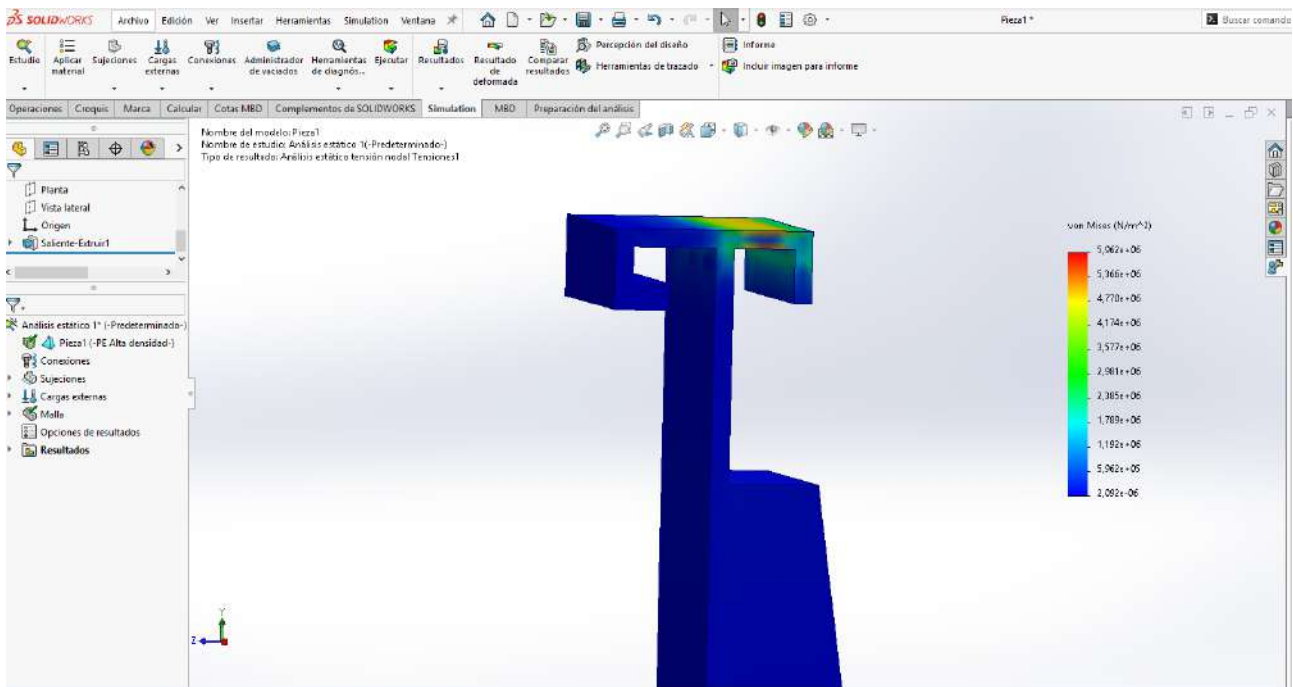 SOLIDWORKS Archivo Edición Ver Insertar Herramientas Simulation Ventana Pieza1 * Buscar comando
Estudio Aplicar material Sujeciones Cargas externas Conexiones Administrador de vaciados Herramientas de diagnós... Ejecutar Resultados Resultado de deformada Comparar resultados Percepción del diseño Herramientas de trazado Informe Incluir imagen para informe
Operaciones Croquis Marca Calcular Cotas MBD Complementos de SOLIDWORKS Simulation MBD Preparación del análisis
Nombre del modelo: Pieza1
Nombre de estudio: Análisis estático 1(-Predeterminado-)
Tipo de resultado: Análisis estático tensión nodal Tensiones1
Planta
Vista lateral
Origen
Saliente-Extruir1
Análisis estático 1* (-Predeterminado-)
Pieza1 (-PE Alta densidad-)
Conexiones
Sujeciones
Cargas externas
Malla
Opciones de resultados
Resultados
von Mises (N/m^2)
5,962e+06
5,366e+06
4,770e+06
4,174e+06
3,577e+06
2,981e+06
2,385e+06
1,789e+06
1,192e+06
5,962e+05
2,092e-06
Y
Z